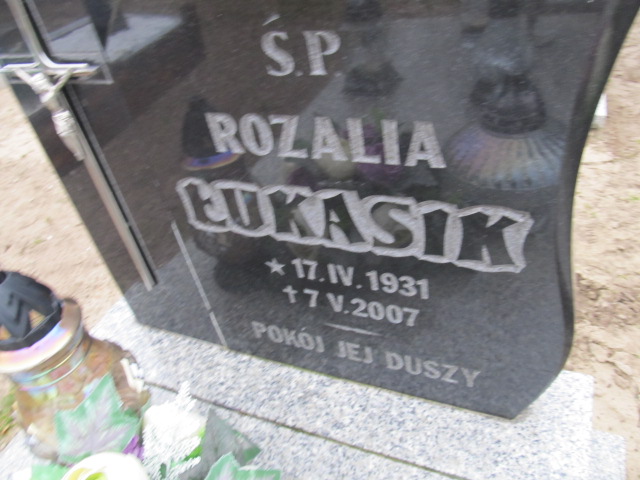 Ś.P.
ROZALIA
ŁUKASIK
★ 17.IV.1931
✝ 7 V.2007
POKÓJ JEJ DUSZY